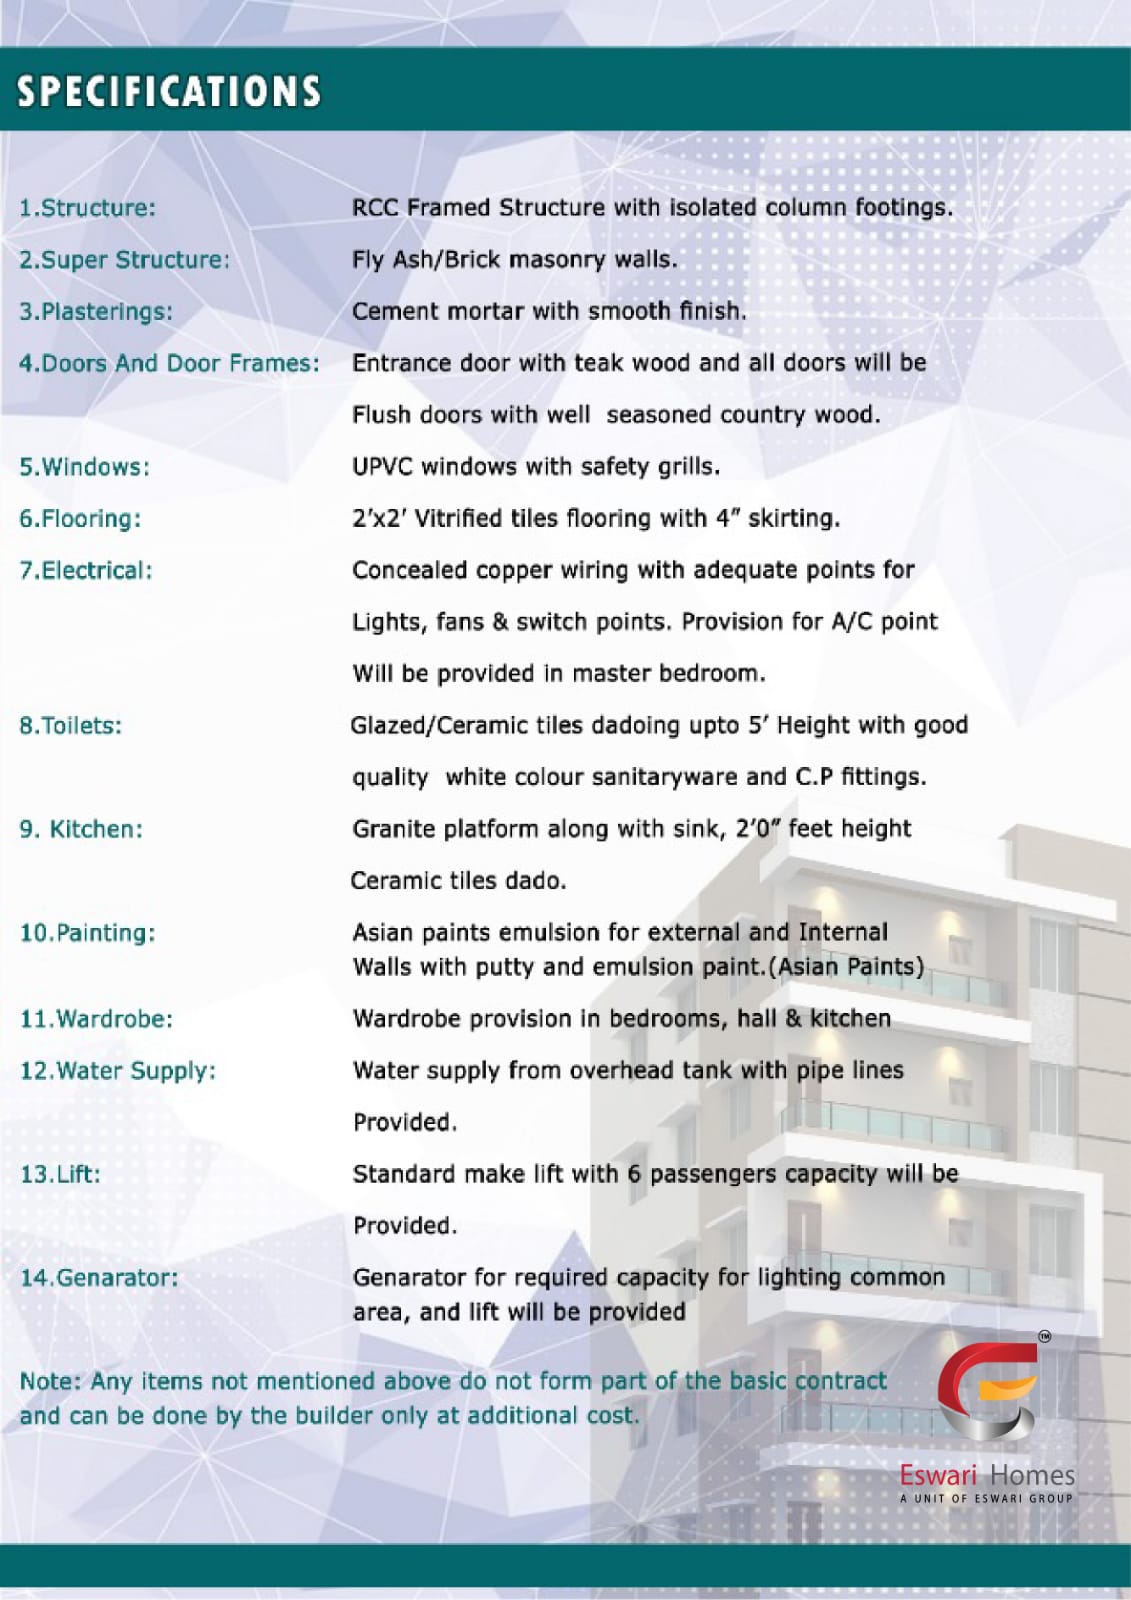 SPECIFICATIONS
1.Structure: RCC Framed Structure with isolated column footings.
2.Super Structure: Fly Ash/Brick masonry walls.
3.Plasterings: Cement mortar with smooth finish.
4.Doors And Door Frames: Entrance door with teak wood and all doors will be
Flush doors with well seasoned country wood.
5.Windows: UPVC windows with safety grills.
6.Flooring: 2'x2' Vitrified tiles flooring with 4" skirting.
7.Electrical: Concealed copper wiring with adequate points for
Lights, fans & switch points. Provision for A/C point
Will be provided in master bedroom.
8.Toilets: Glazed/Ceramic tiles dadoing upto 5' Height with good
quality white colour sanitaryware and C.P fittings.
9. Kitchen: Granite platform along with sink, 2'0" feet height
Ceramic tiles dado.
10.Painting: Asian paints emulsion for external and Internal
Walls with putty and emulsion paint.(Asian Paints)
11.Wardrobe: Wardrobe provision in bedrooms, hall & kitchen
12.Water Supply: Water supply from overhead tank with pipe lines
Provided.
13.Lift: Standard make lift with 6 passengers capacity will be
Provided.
14.Genarator: Genarator for required capacity for lighting common
area, and lift will be provided
Note: Any items not mentioned above do not form part of the basic contract
and can be done by the builder only at additional cost.
TM
Eswari Homes
A UNIT OF ESWARI GROUP